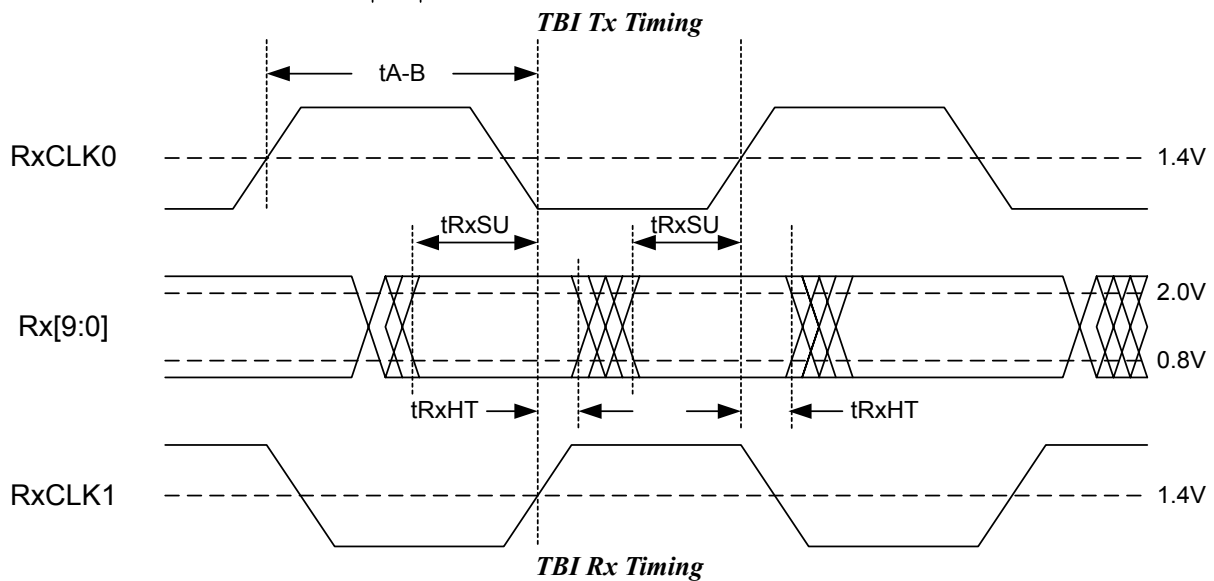 TBI Tx Timing
tA-B
RxCLK0
1.4V
tRxSU
tRxSU
2.0V
Rx[9:0]
0.8V
tRxHT
tRxHT
RxCLK1
1.4V
TBI Rx Timing